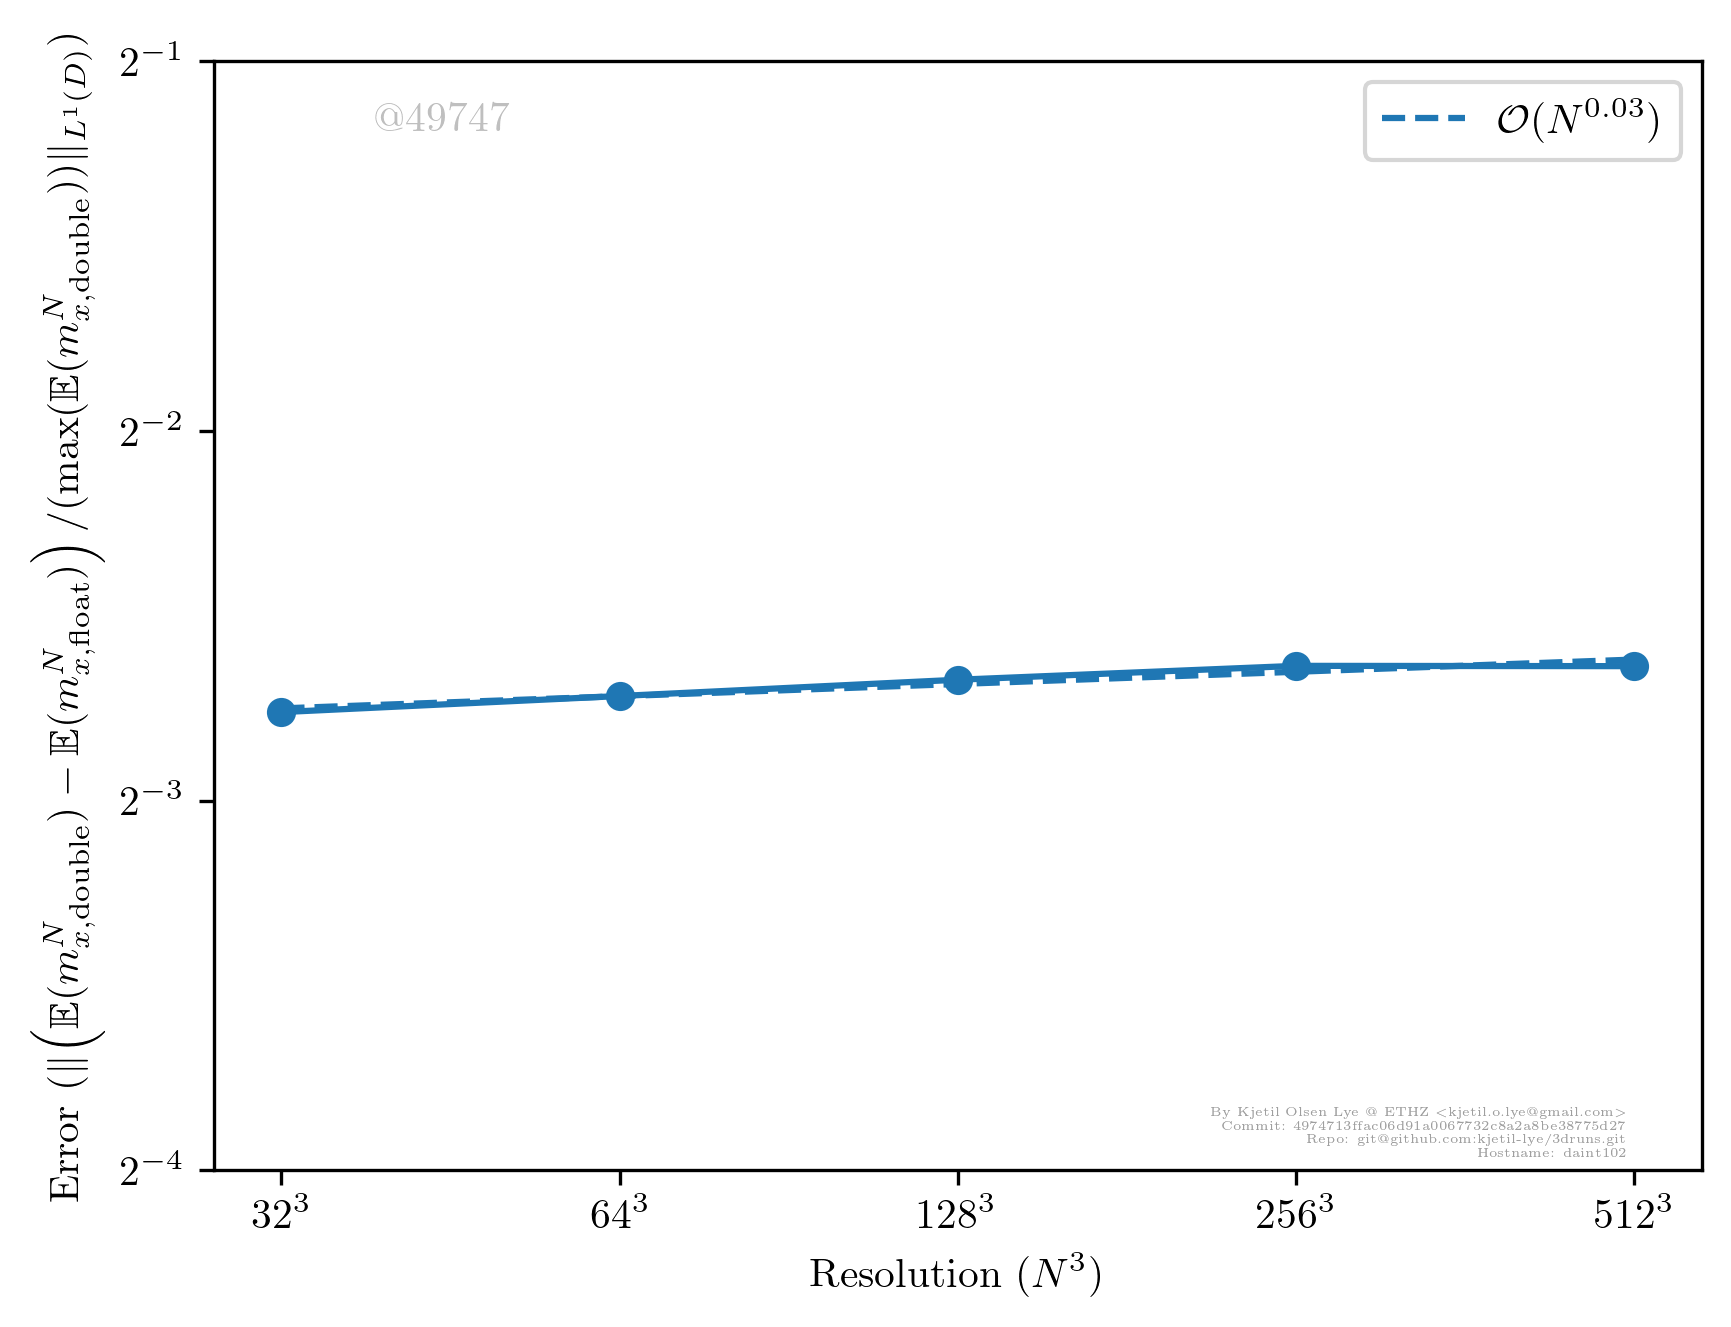 Error (‖(𝔼(m^N_{x,double}) − 𝔼(m^N_{x,float})) /(max(𝔼(m^N_{x,double}))‖_{L^1(D)})
2^{−1}
2^{−2}
2^{−3}
2^{−4}
@49747
𝒪(N^{0.03})
By Kjetil Olsen Lye @ ETHZ <kjetil.o.lye@gmail.com>
Commit: 4974713ffac06d91a0067732c8a2a8be38775d27
Repo: git@github.com:kjetil-lye/3druns.git
Hostname: daint102
32^3 64^3 128^3 256^3 512^3
Resolution (N^3)